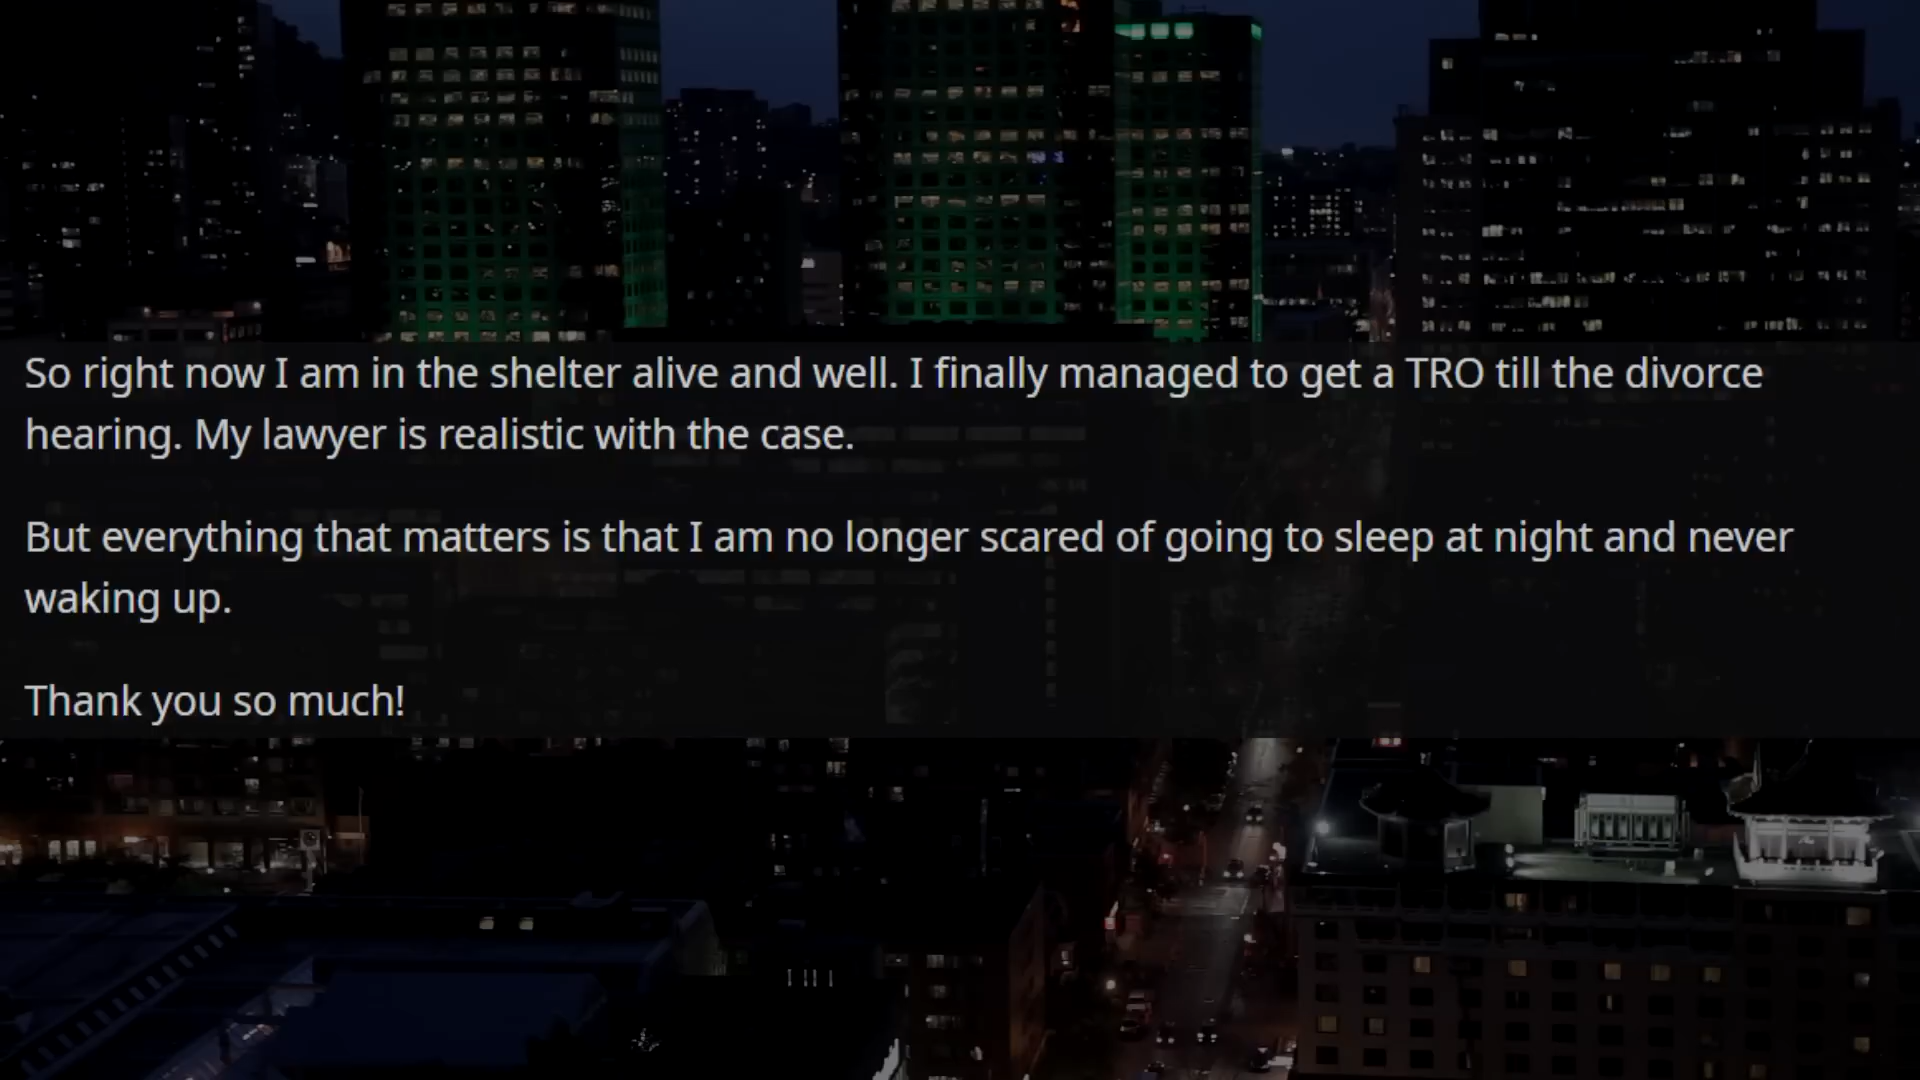 So right now I am in the shelter alive and well. I finally managed to get a TRO till the divorce
hearing. My lawyer is realistic with the case.
But everything that matters is that I am no longer scared of going to sleep at night and never
waking up.
Thank you so much!